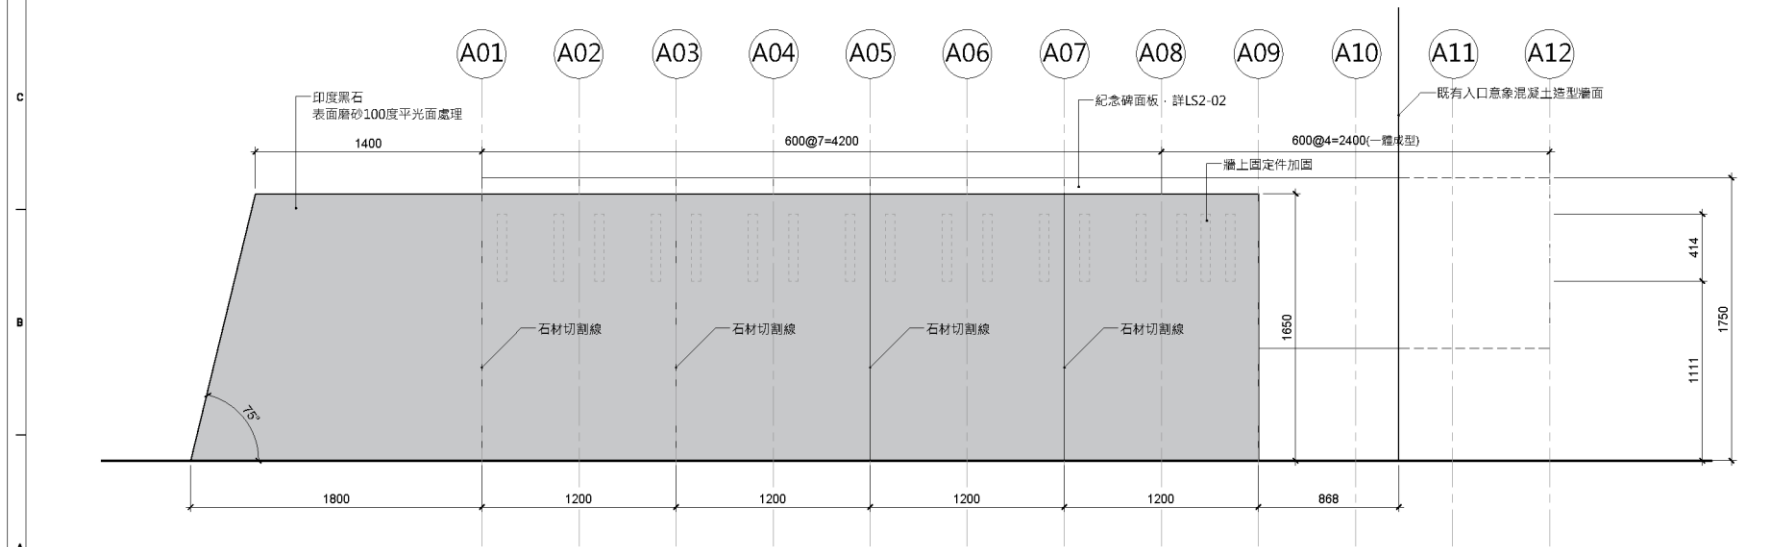 A01 A02 A03 A04 A05 A06 A07 A08 A09 A10 A11 A12
C
印度黑石
表面磨砂100度平光面處理
紀念碑面板，詳LS2-02
既有入口意象混凝土造型牆面
1400
600@7=4200
600@4=2400(一體成型)
牆上固定件加固
414
1750
1650
B
石材切割線 石材切割線 石材切割線 石材切割線
1111
75°
1800 1200 1200 1200 1200 868